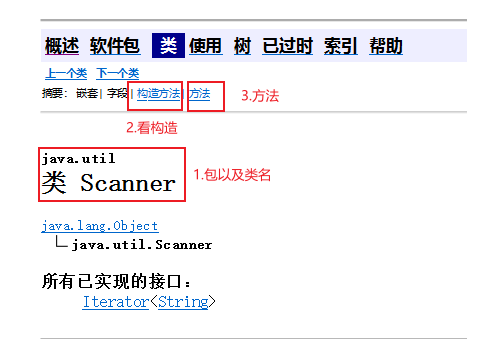 概述 软件包 类 使用 树 已过时 索引 帮助
上一个类 下一个类
摘要： 嵌套 | 字段 | 构造方法 | 方法
3.方法
2.看构造
java.util
类 Scanner
1.包以及类名
java.lang.Object
java.util.Scanner
所有已实现的接口：
Iterator<String>